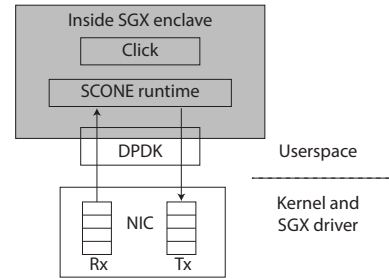 Inside SGX enclave
Click
SCONE runtime
DPDK
Userspace
Kernel and
SGX driver
NIC
Rx
Tx